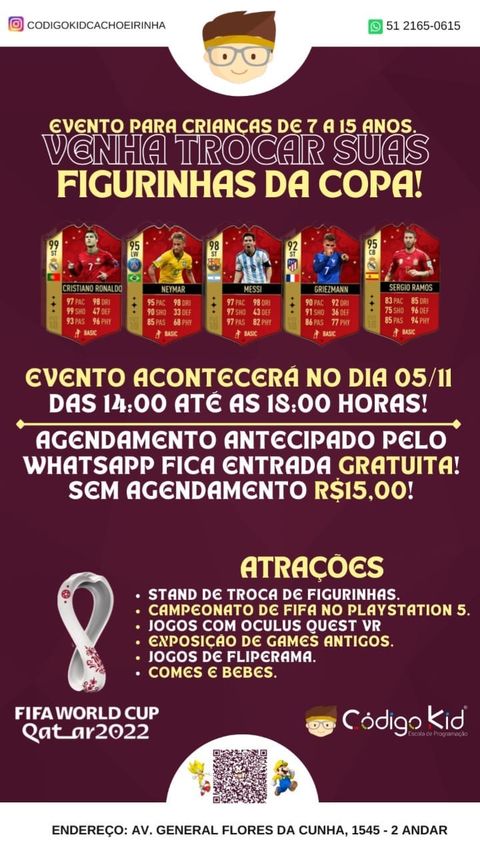 CODIGOKIDCACHOEIRINHA
51 2165-0615
EVENTO PARA CRIANÇAS DE 7 A 15 ANOS.
VENHA TROCAR SUAS
FIGURINHAS DA COPA!
99
ST
CRISTIANO RONALDO
97 PAC 98 DRI
99 SHO 47 DEF
93 PAS 96 PHY
BASIC
95
LW
NEYMAR
95 PAC 98 DRI
90 SHO 33 DEF
85 PAS 68 PHY
BASIC
98
ST
MESSI
97 PAC 98 DRI
97 SHO 43 DEF
97 PAS 82 PHY
BASIC
92
ST
GRIEZMANN
90 PAC 92 DRI
91 SHO 36 DEF
86 PAS 77 PHY
BASIC
95
CB
SERGIO RAMOS
83 PAC 85 DRI
75 SHO 96 DEF
85 PAS 94 PHY
BASIC
EVENTO ACONTECERÁ NO DIA 05/11
DAS 14:00 ATÉ AS 18:00 HORAS!
AGENDAMENTO ANTECIPADO PELO
WHATSAPP FICA ENTRADA GRATUITA!
SEM AGENDAMENTO R$15,00!
ATRAÇÕES
• STAND DE TROCA DE FIGURINHAS.
• CAMPEONATO DE FIFA NO PLAYSTATION 5.
• JOGOS COM OCULUS QUEST VR
• EXPOSIÇÃO DE GAMES ANTIGOS.
• JOGOS DE FLIPERAMA.
• COMES E BEBES.
FIFA WORLD CUP
Qatar2022
Código Kid®
Escola de Programação
ENDEREÇO: AV. GENERAL FLORES DA CUNHA, 1545 - 2 ANDAR